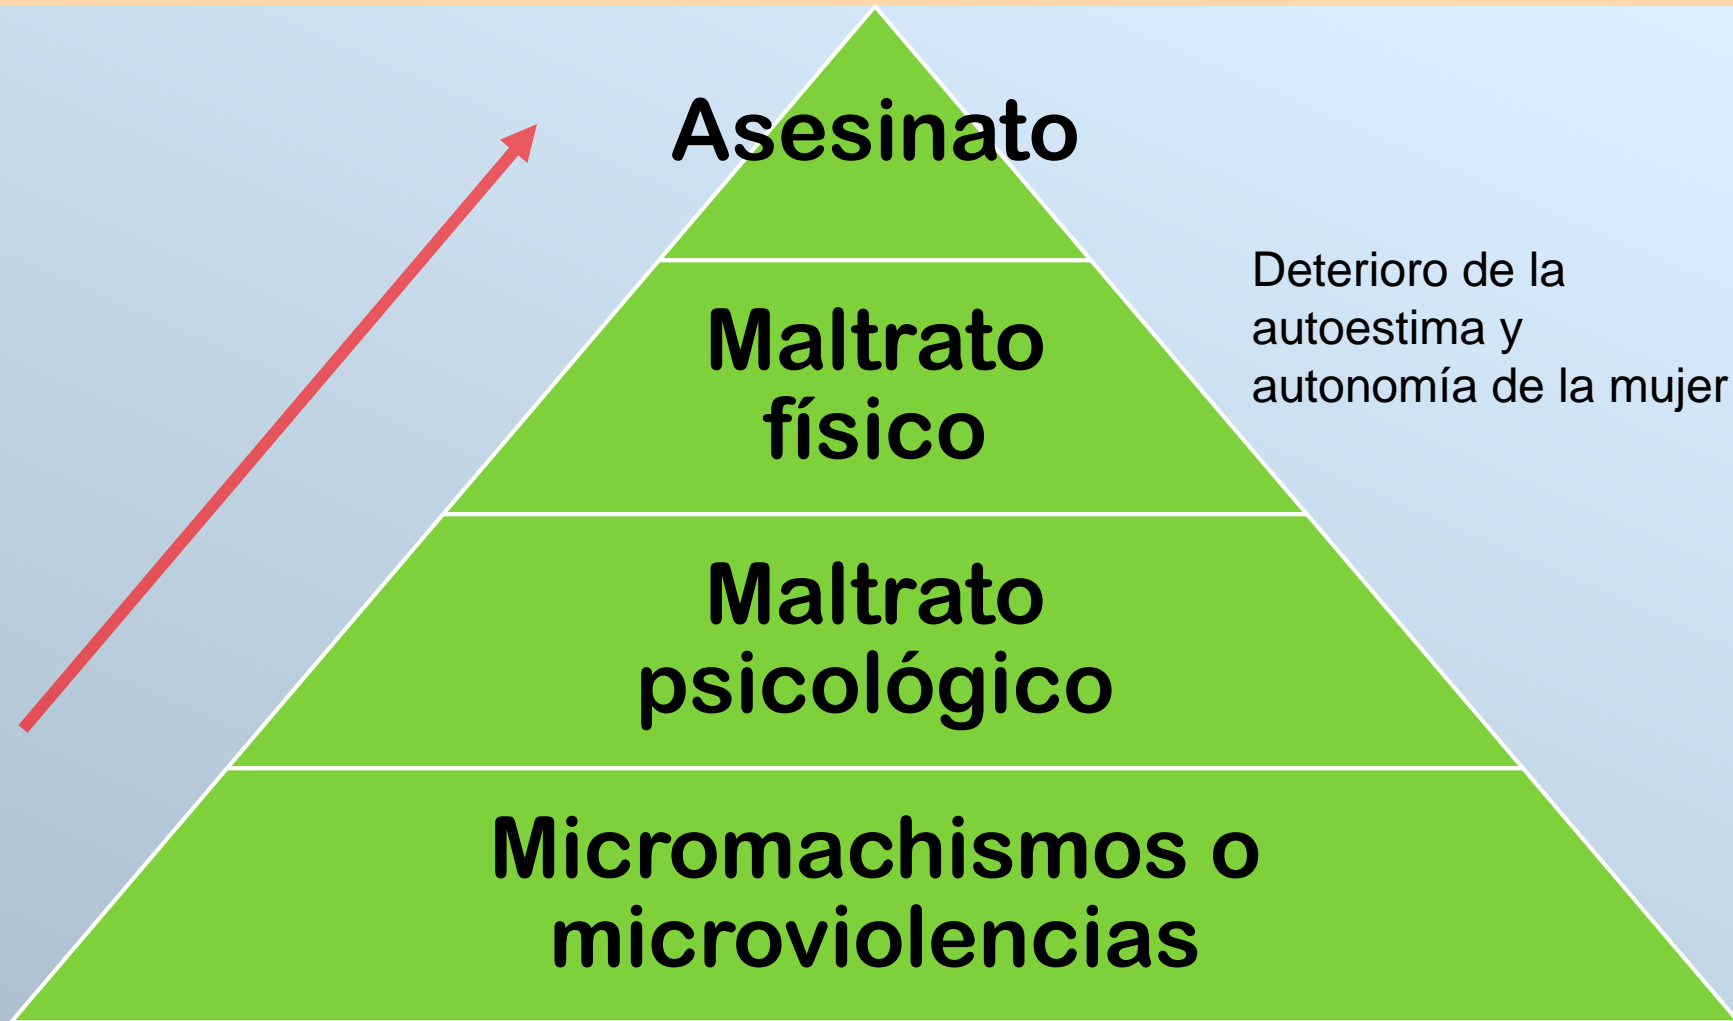 Asesinato
Deterioro de la
autoestima y
autonomía de la mujer
Maltrato
físico
Maltrato
psicológico
Micromachismos o
microviolencias